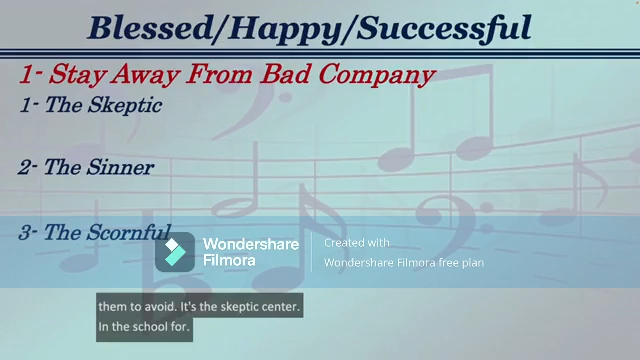 Blessed/Happy/Successful
1- Stay Away From Bad Company
1- The Skeptic
2- The Sinner
3- The Scornful
Wondershare
Filmora
Created with
Wondershare Filmora free plan
them to avoid. It's the skeptic center.
In the school for.